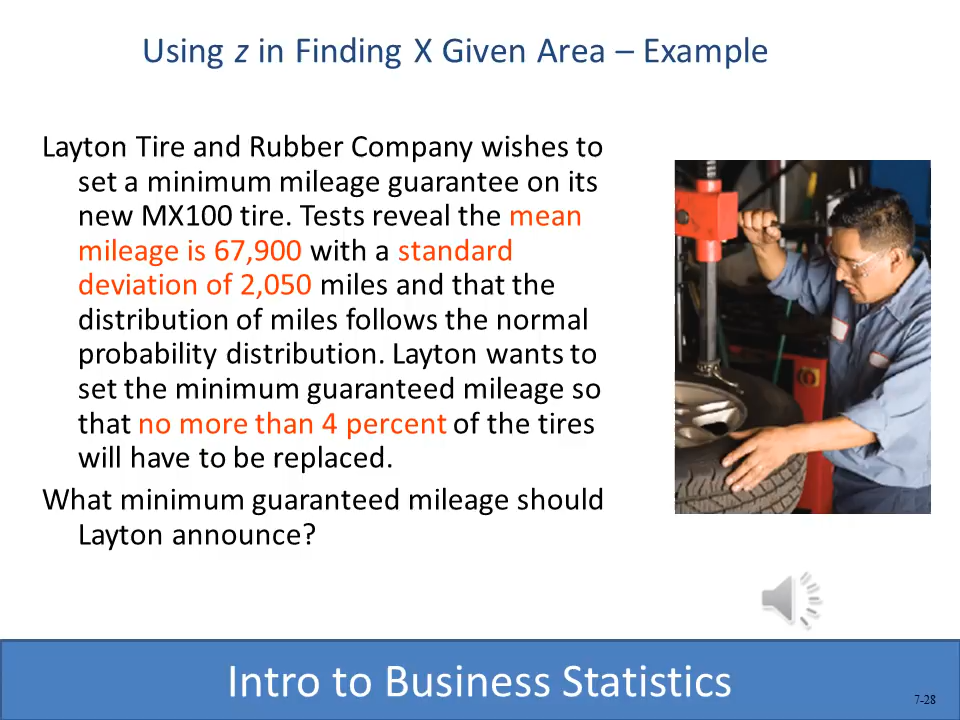 Using z in Finding X Given Area – Example
Layton Tire and Rubber Company wishes to
set a minimum mileage guarantee on its
new MX100 tire. Tests reveal the mean
mileage is 67,900 with a standard
deviation of 2,050 miles and that the
distribution of miles follows the normal
probability distribution. Layton wants to
set the minimum guaranteed mileage so
that no more than 4 percent of the tires
will have to be replaced.
What minimum guaranteed mileage should
Layton announce?
Intro to Business Statistics
7-28